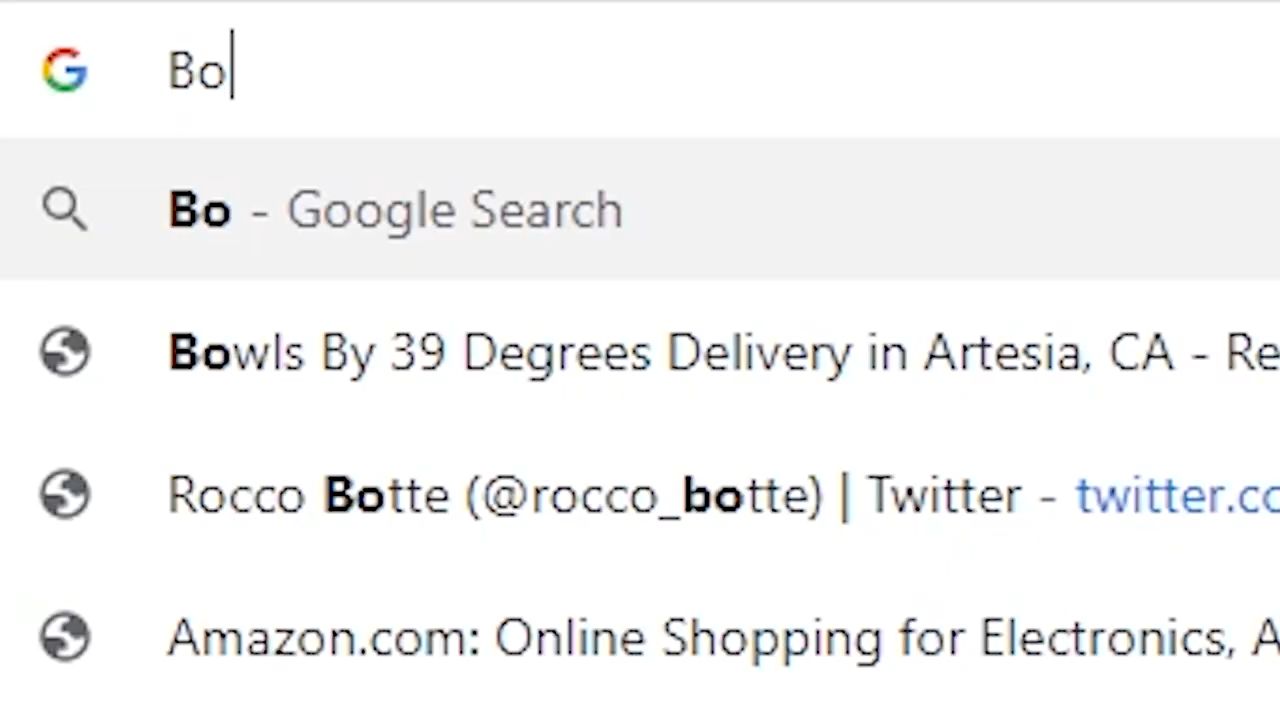 Bo
Bo - Google Search
Bowls By 39 Degrees Delivery in Artesia, CA - Re
Rocco Botte (@rocco_botte) | Twitter - twitter.co
Amazon.com: Online Shopping for Electronics, A